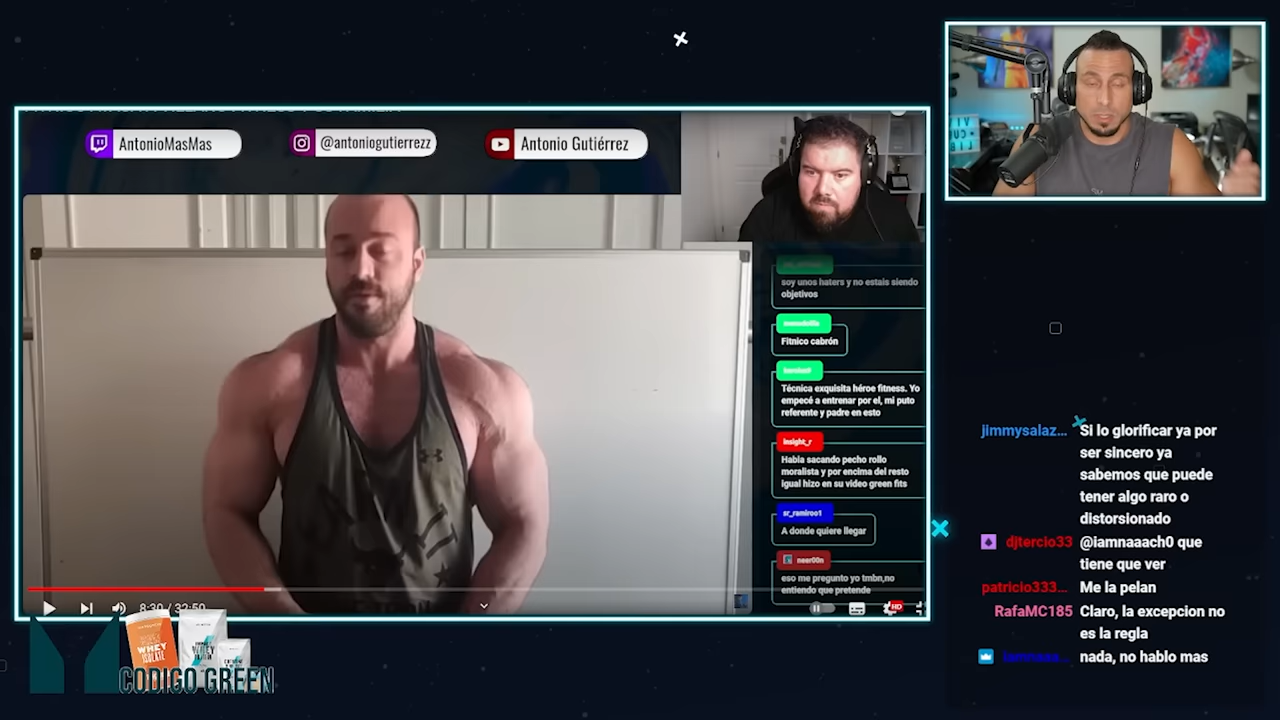 AntonioMasMas
@antoniogutierrezz
Antonio Gutiérrez
soy unos haters y no estais siendo
objetivos
Fitnico cabrón
Técnica exquisita héroe fitness. Yo
empecé a entrenar por el, mi puto
referente y padre en esto
insight_r
Habla sacando pecho rollo
moralista y por encima del resto
igual hizo en su video green fits
sr_ramiroo1
A donde quiere llegar
neer00n
eso me pregunto yo tmbn,no
entiendo que pretende
8:30 / 32:50
HD
WHEY
ISOLATE
CODIGO GREEN
jimmysalaz... Si lo glorificar ya por
ser sincero ya
sabemos que puede
tener algo raro o
distorsionado
djtercio33 @iamnaaach0 que
tiene que ver
patricio333... Me la pelan
RafaMC185 Claro, la excepcion no
es la regla
nada, no hablo mas